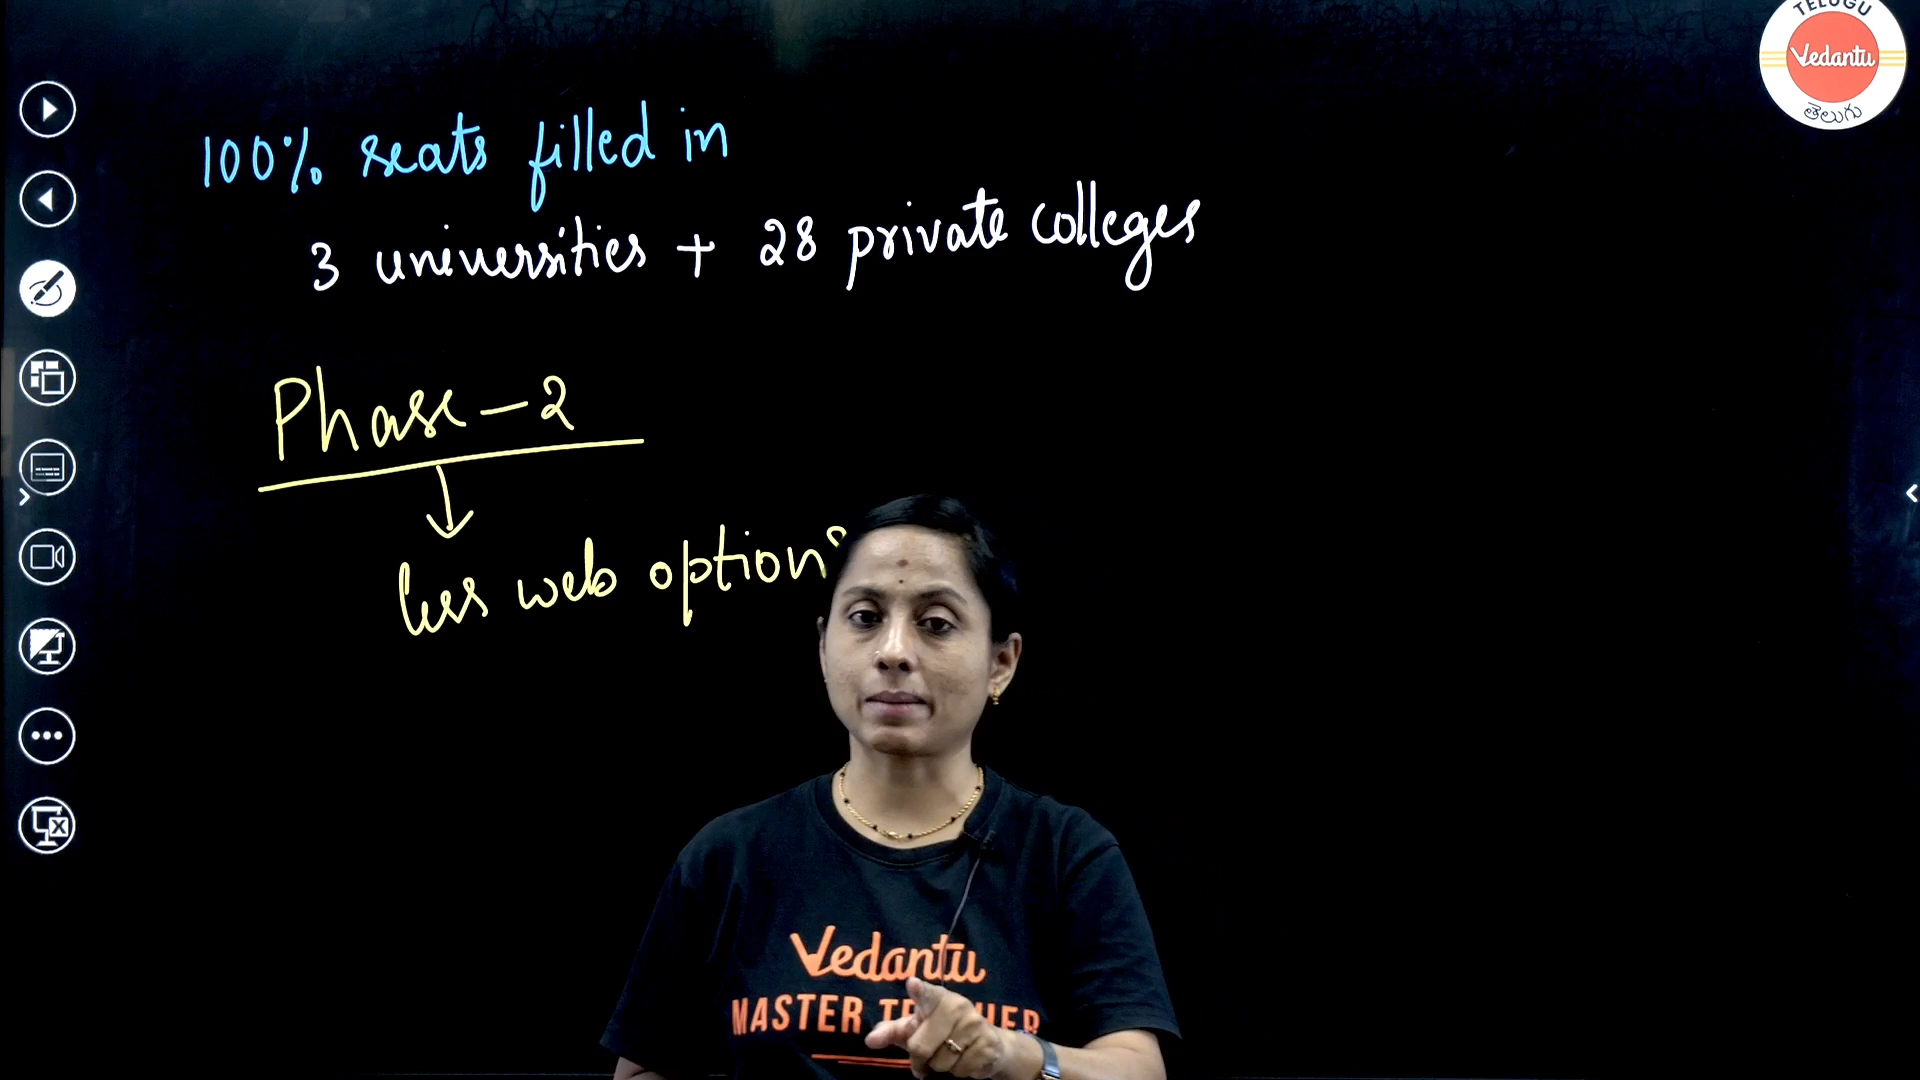 TELUGU
Vedantu
తెలుగు
100% seats filled in
3 universities + 28 private colleges
Phase-2
less web options
Vedantu
MASTER